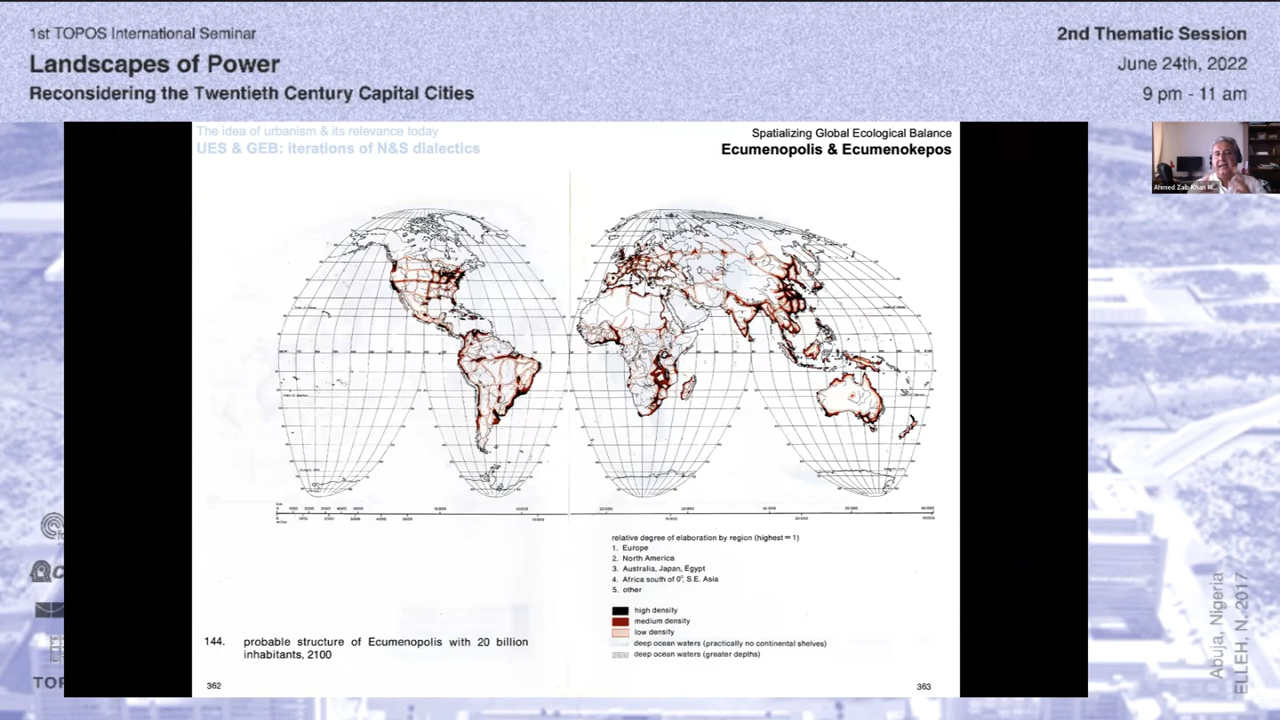 1st TOPOS International Seminar
Landscapes of Power
Reconsidering the Twentieth Century Capital Cities
2nd Thematic Session
June 24th, 2022
9 pm - 11 am
The idea of urbanism & its relevance today
UES & GEB: iterations of N&S dialectics
Spatializing Global Ecological Balance
Ecumenopolis & Ecumenokepos
Ahmed Zaib Khan M...
relative degree of elaboration by region (highest = 1)
1. Europe
2. North America
3. Australia, Japan, Egypt
4. Africa south of 0°, S.E. Asia
5. other
high density
medium density
low density
deep ocean waters (practically no continental shelves)
deep ocean waters (greater depths)
144. probable structure of Ecumenopolis with 20 billion
inhabitants, 2100
362
363
TOP
Abuja, Nigeria
ELLEH, N. 2017